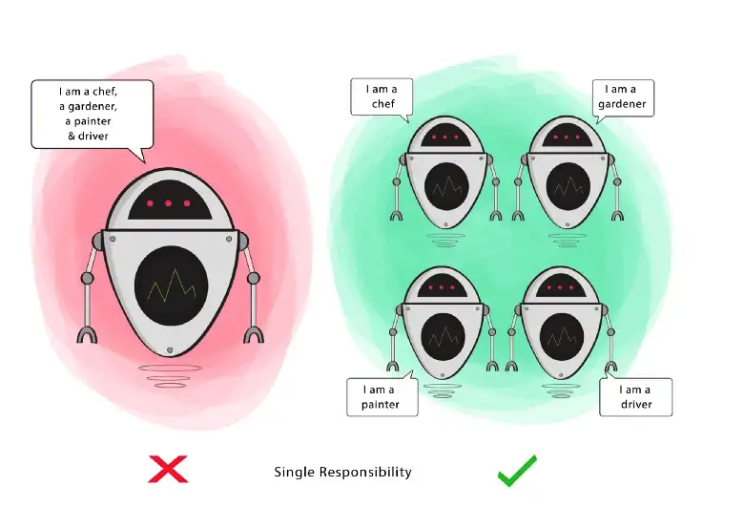 I am a chef,
a gardener,
a painter
& driver
I am a
chef
I am a
gardener
I am a
painter
I am a
driver
Single Responsibility